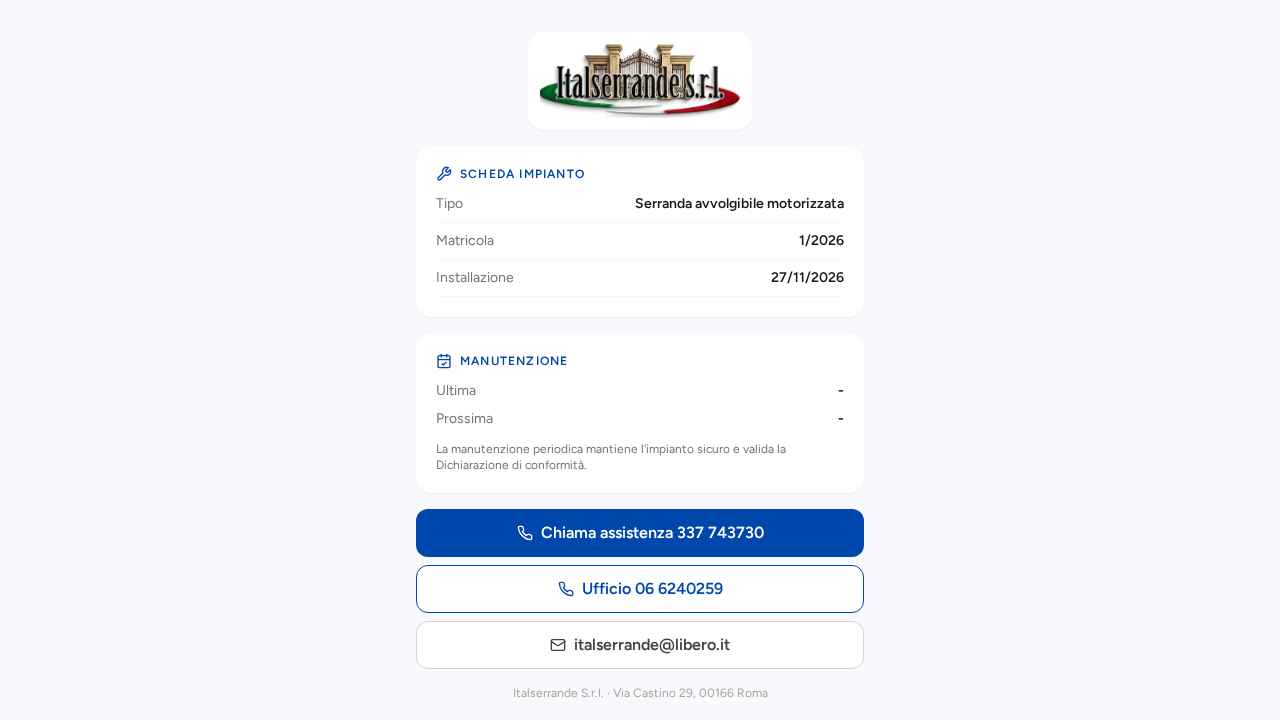 Italserrande s.r.l.
SCHEDA IMPIANTO
Tipo Serranda avvolgibile motorizzata
Matricola 1/2026
Installazione 27/11/2026
MANUTENZIONE
Ultima -
Prossima -
La manutenzione periodica mantiene l'impianto sicuro e valida la
Dichiarazione di conformità.
Chiama assistenza 337 743730
Ufficio 06 6240259
italserrande@libero.it
Italserrande S.r.l. · Via Castino 29, 00166 Roma